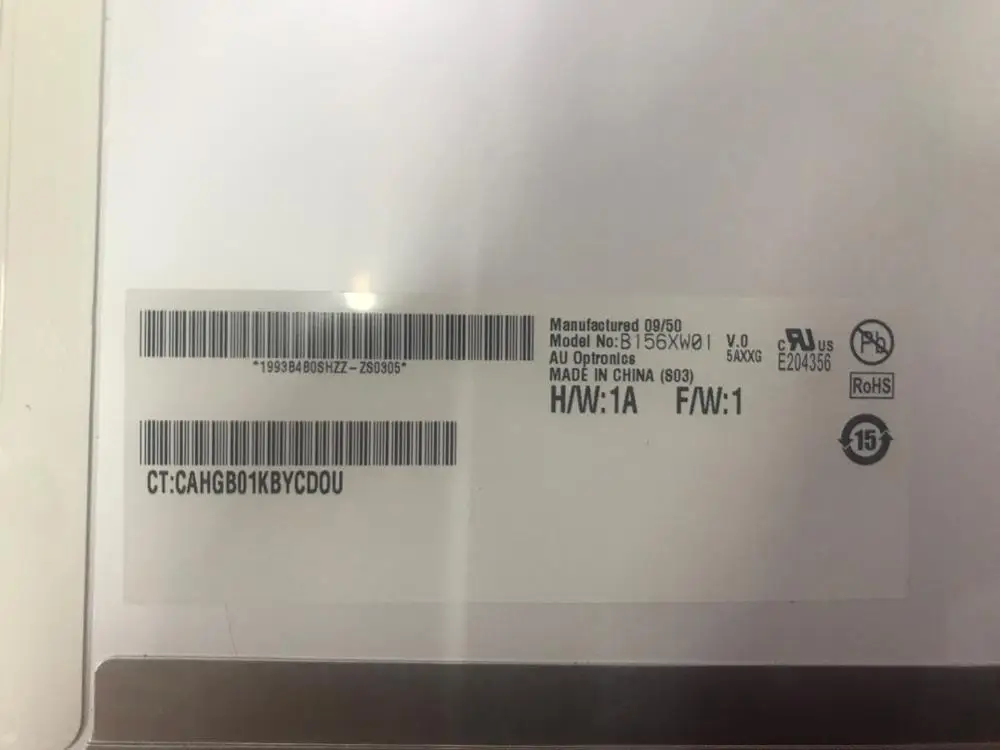 *1993B4B0SHZZ-ZS0305*
CT:CAHGB01KBYCDOU
Manufactured 09/50
Model No:B156XW01 V.0
AU Optronics 5AXXG
MADE IN CHINA (S03)
H/W:1A F/W:1
c RU US
E204356
Pb
RoHS
15